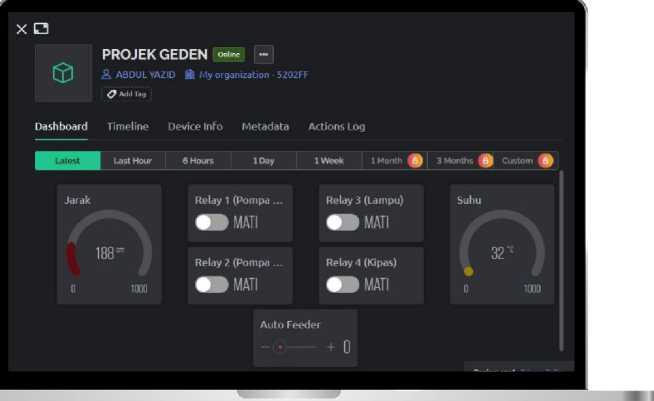 PROJEK GEDEN Online
ABDUL YAZID My organization - 5202FF
Add Tag
Dashboard Timeline Device Info Metadata Actions Log
Latest Last Hour 6 Hours 1 Day 1 Week 1 Month 3 Months Custom
Jarak
188 cm
0 1000
Relay 1 (Pompa ...
MATI
Relay 2 (Pompa ...
MATI
Relay 3 (Lampu)
MATI
Relay 4 (Kipas)
MATI
Suhu
32 °C
0 1000
Auto Feeder
— + 0